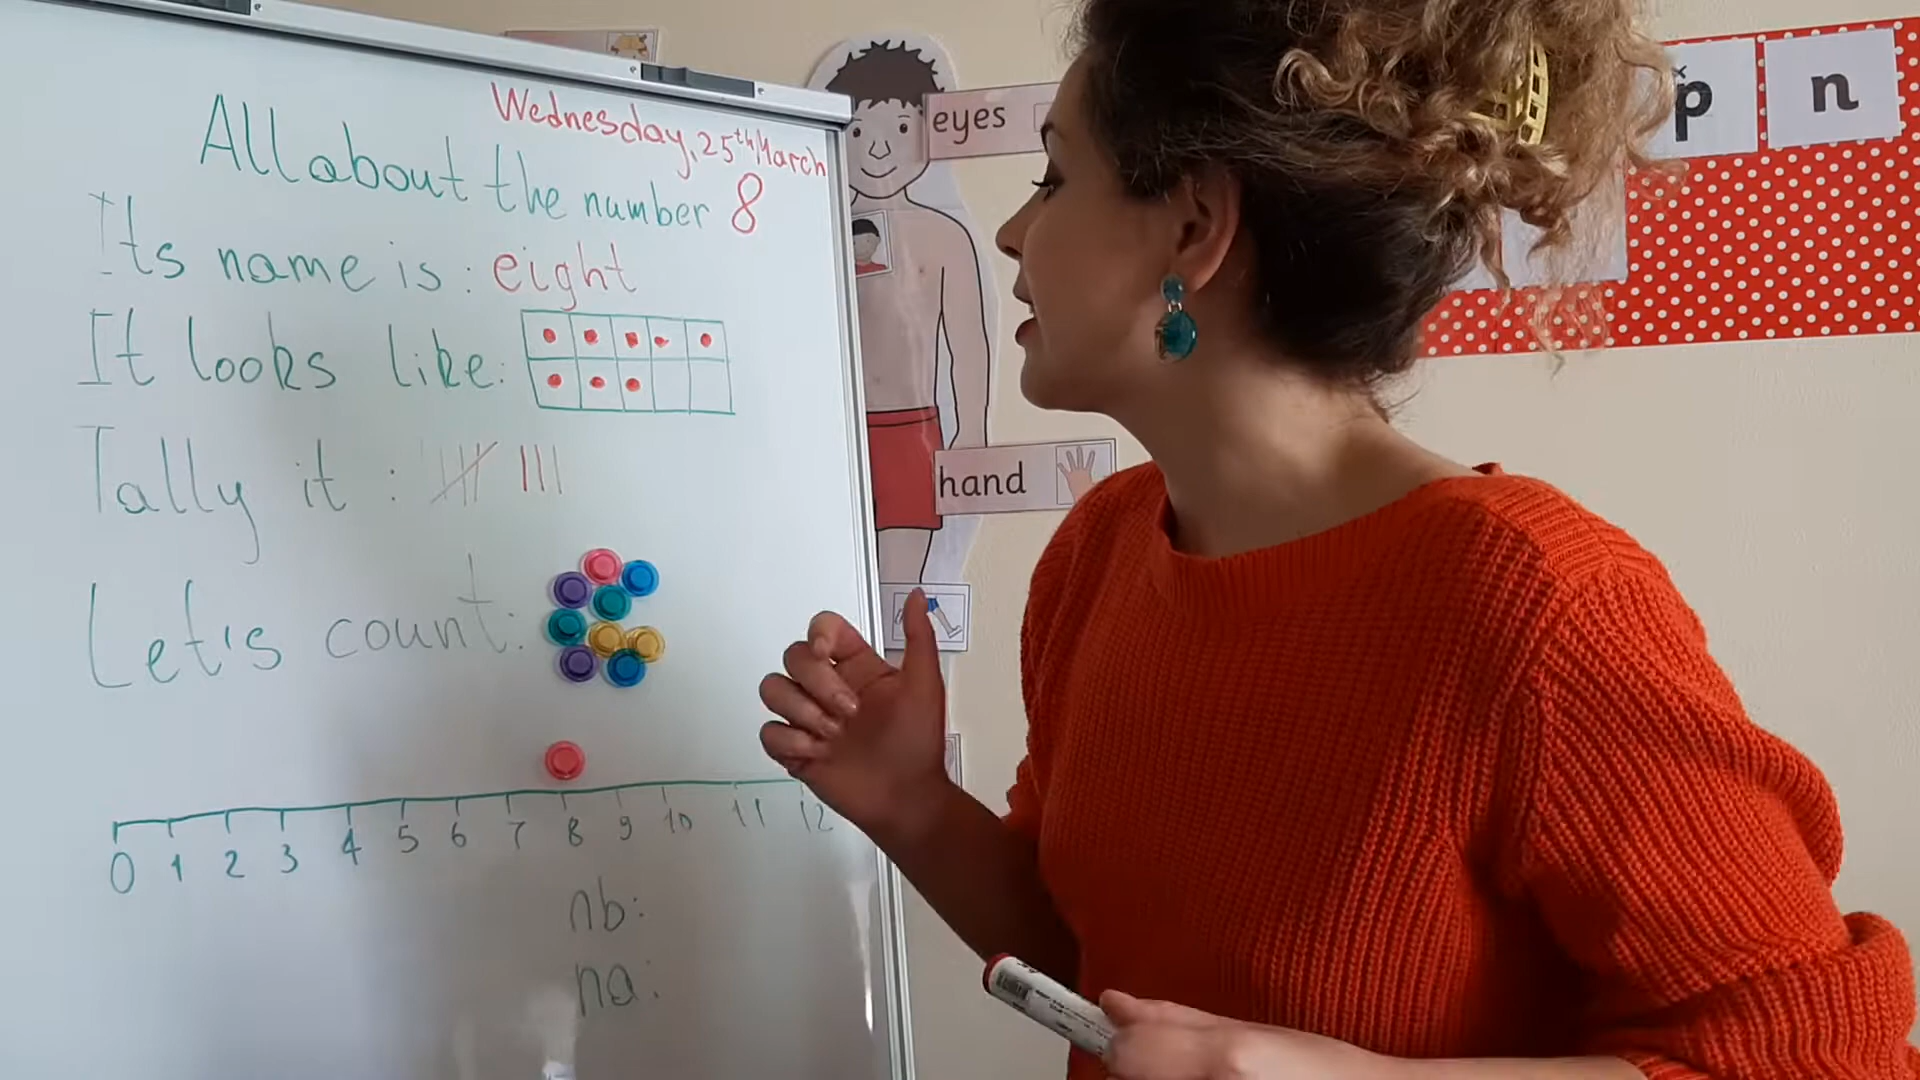 Wednesday, 25th March
All about the number 8
Its name is: eight
It looks like:
Tally it:
Let's count:
0 1 2 3 4 5 6 7 8 9 10 11 12
nb:
na:
eyes
hand
p
n